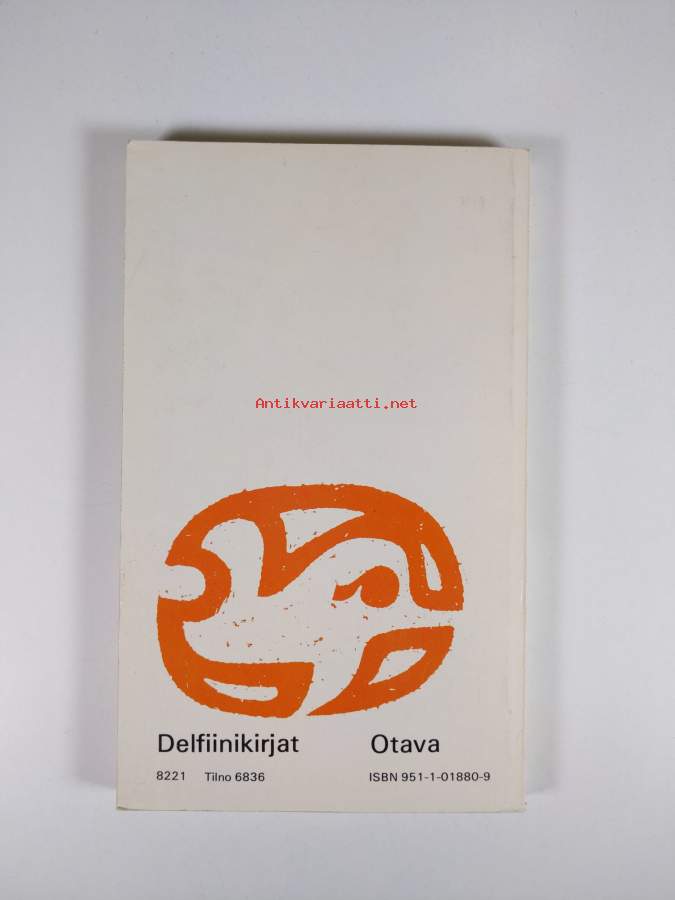 Antikvariaatti.net
Delfiinikirjat Otava
8221 Tilno 6836 ISBN 951-1-01880-9